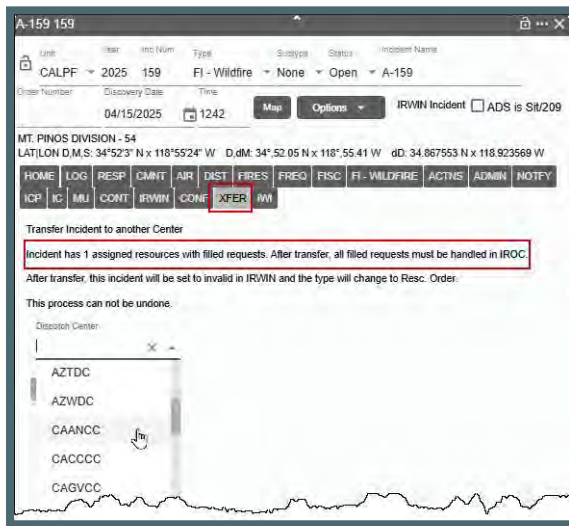 A-159 159
Unit Year Inc Num Type Subtype Status Incident Name
CALPF 2025 159 FI - Wildfire None Open A-159
Order Number Discovery Date Time
04/15/2025 1242 Map Options IRWIN Incident ADS is Sit/209
MT. PINOS DIVISION - 54
LAT|LON D,M,S: 34°52'3" N x 118°55'24" W D,dM: 34°,52.05 N x 118°,55.41 W dD: 34.867553 N x 118.923569 W
HOME LOG RESP CMNT AIR DIST FIRES FREQ FISC FI - WILDFIRE ACTNS ADMIN NOTFY
ICP IC MU CONT IRWIN CONF XFER IWI
Transfer Incident to another Center
Incident has 1 assigned resources with filled requests. After transfer, all filled requests must be handled in IROC.
After transfer, this incident will be set to invalid in IRWIN and the type will change to Resc. Order.
This process can not be undone.
Dispatch Center
AZTDC
AZWDC
CAANCC
CACCCC
CAGVCC